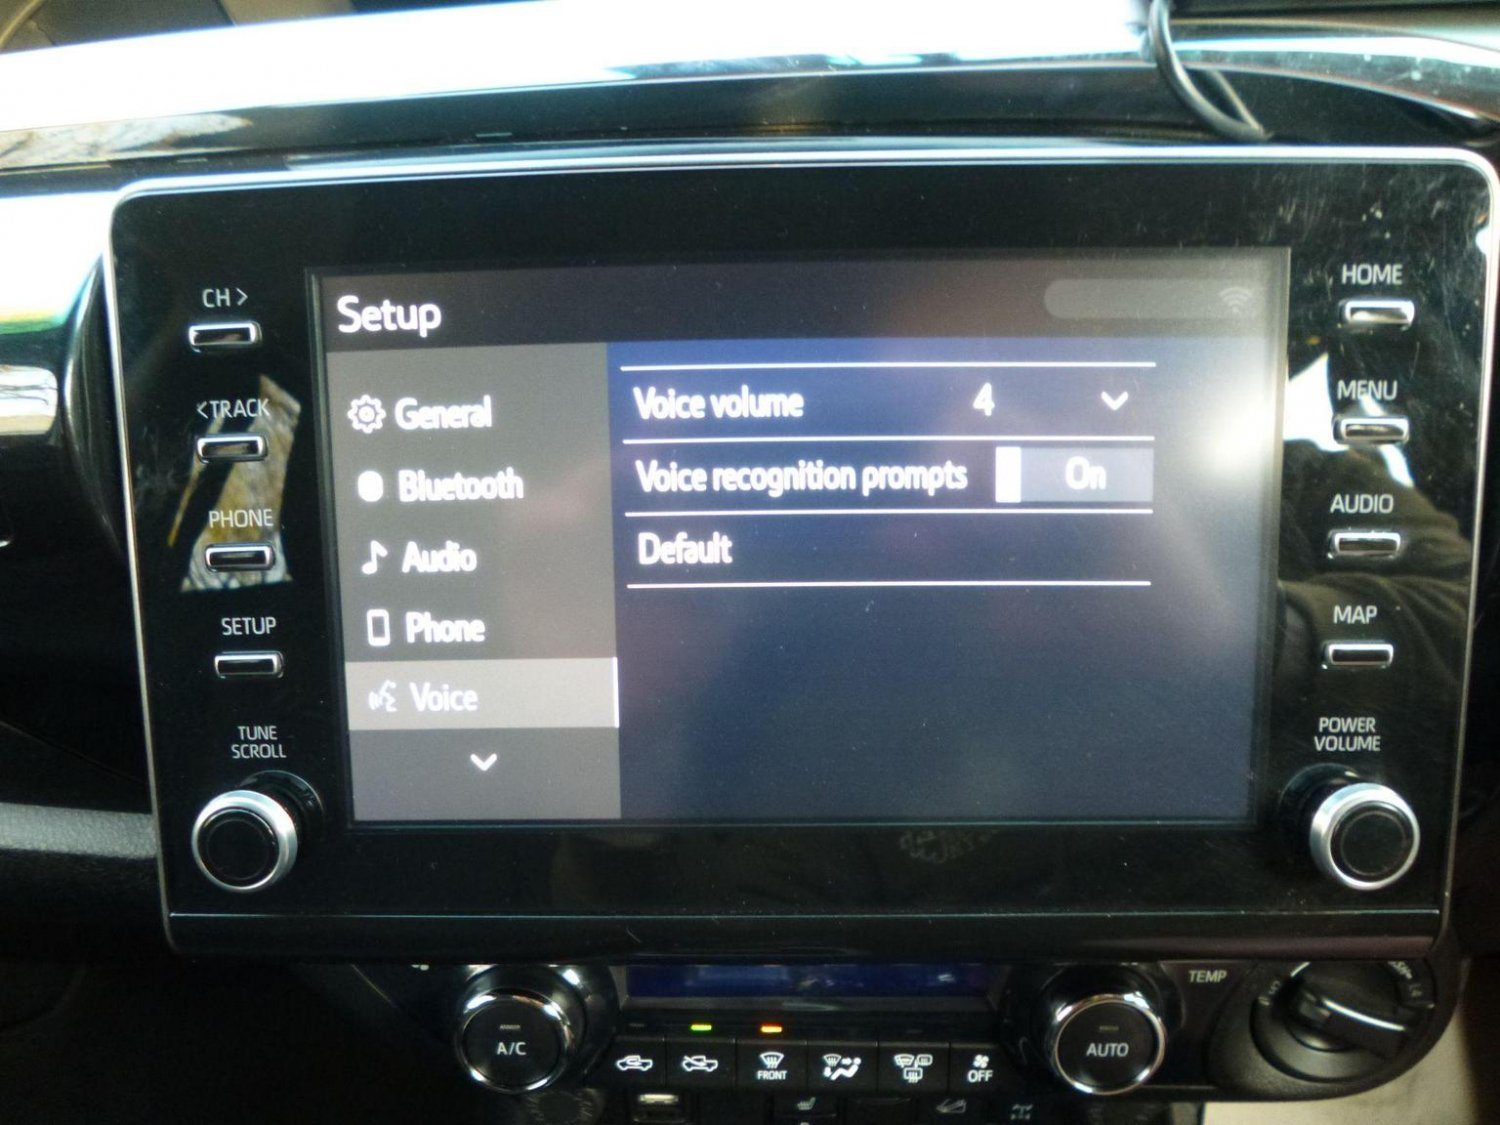 CH >
<TRACK
PHONE
SETUP
TUNE
SCROLL
Setup
General
Bluetooth
Audio
Phone
Voice
Voice volume 4
Voice recognition prompts On
Default
HOME
MENU
AUDIO
MAP
POWER
VOLUME
A/C
FRONT
OFF
AUTO
TEMP